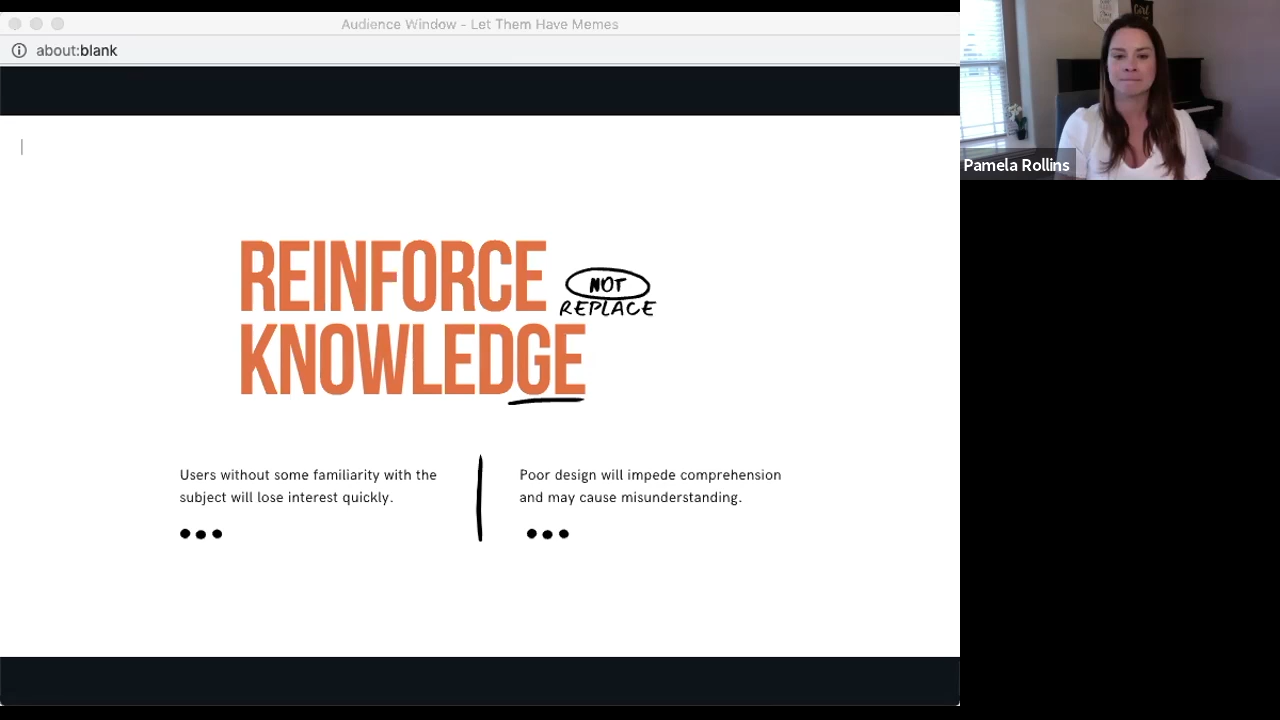 Audience Window - Let Them Have Memes
about:blank
REINFORCE
NOT
REPLACE
KNOWLEDGE
Users without some familiarity with the
subject will lose interest quickly.
Poor design will impede comprehension
and may cause misunderstanding.
Pamela Rollins